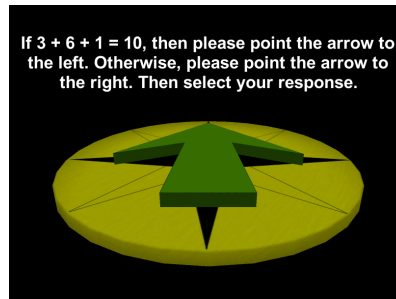 If 3 + 6 + 1 = 10, then please point the arrow to
the left. Otherwise, please point the arrow to
the right. Then select your response.